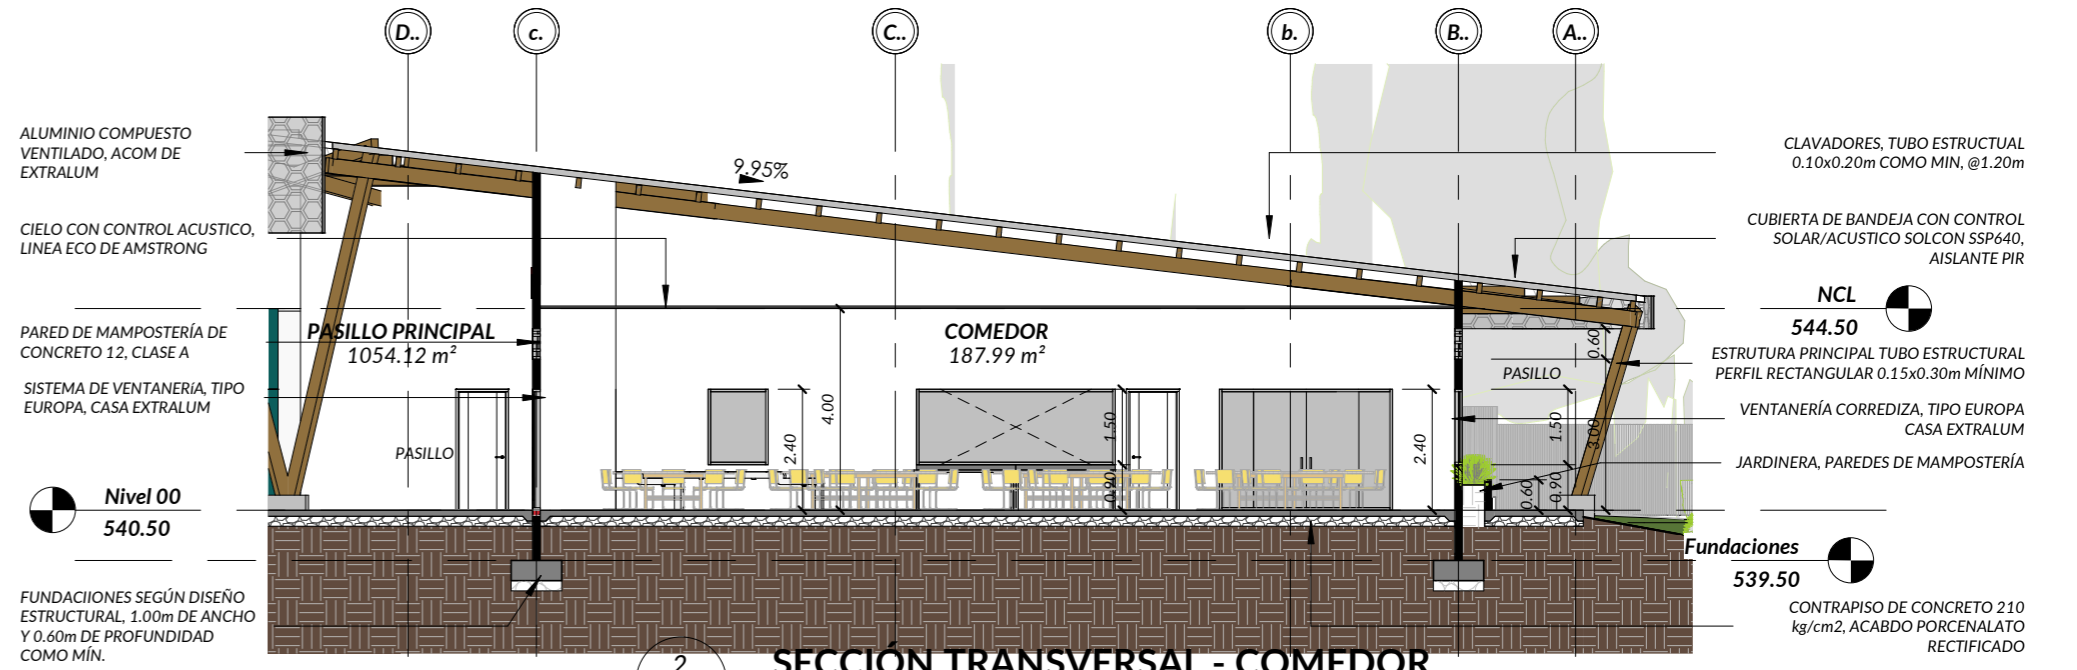 D..
c.
C..
b.
B..
A..
ALUMINIO COMPUESTO
VENTILADO, ACOM DE
EXTRALUM
CIELO CON CONTROL ACUSTICO,
LINEA ECO DE AMSTRONG
PARED DE MAMPOSTERÍA DE
CONCRETO 12, CLASE A
SISTEMA DE VENTANERíA, TIPO
EUROPA, CASA EXTRALUM
Nivel 00
540.50
FUNDACIIONES SEGÚN DISEÑO
ESTRUCTURAL, 1.00m DE ANCHO
Y 0.60m DE PROFUNDIDAD
COMO MÍN.
9.95%
PASILLO PRINCIPAL
1054.12 m²
PASILLO
COMEDOR
187.99 m²
2.40
4.00
1.50
0.90
2.40
PASILLO
0.60
1.50
3.00
0.60
0.90
CLAVADORES, TUBO ESTRUCTUAL
0.10x0.20m COMO MIN, @1.20m
CUBIERTA DE BANDEJA CON CONTROL
SOLAR/ACUSTICO SOLCON SSP640,
AISLANTE PIR
NCL
544.50
ESTRUTURA PRINCIPAL TUBO ESTRUCTURAL
PERFIL RECTANGULAR 0.15x0.30m MÍNIMO
VENTANERÍA CORREDIZA, TIPO EUROPA
CASA EXTRALUM
JARDINERA, PAREDES DE MAMPOSTERÍA
Fundaciones
539.50
CONTRAPISO DE CONCRETO 210
kg/cm2, ACABDO PORCENALATO
RECTIFICADO
2
SECCIÓN TRANSVERSAL - COMEDOR